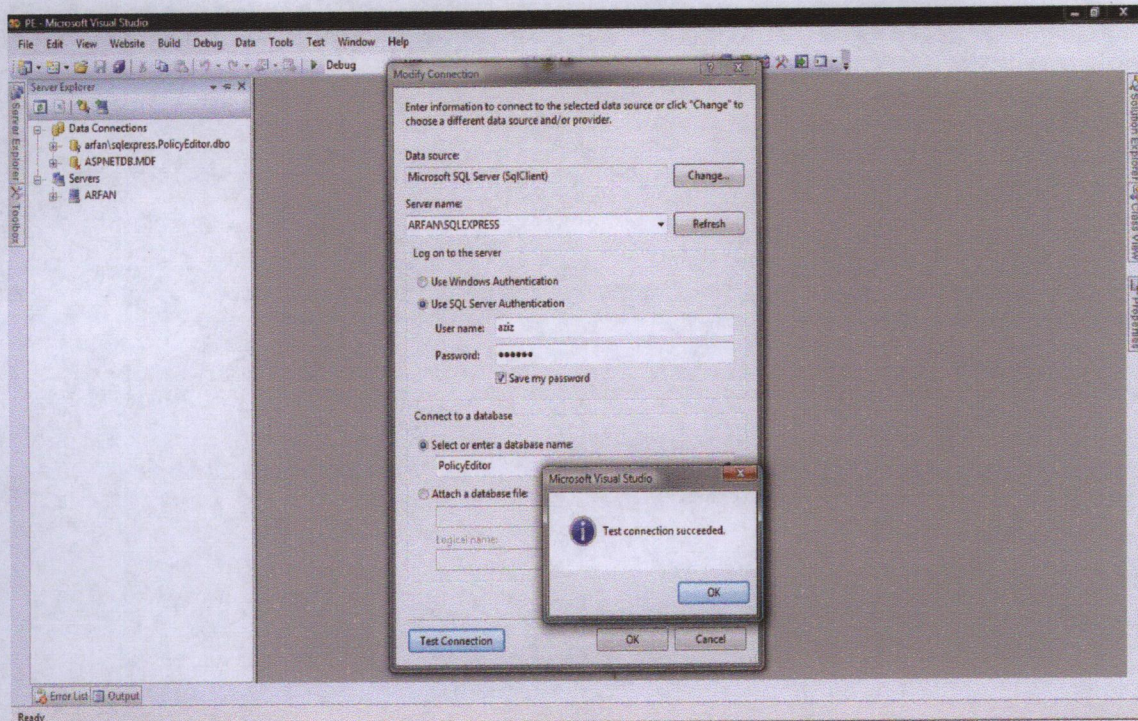 PE - Microsoft Visual Studio
File Edit View Website Build Debug Data Tools Test Window Help
Debug
Server Explorer
Data Connections
arfan\sqlexpress.PolicyEditor.dbo
ASPNETDB.MDF
Servers
ARFAN
Server Explorer
Toolbox
Modify Connection
Enter information to connect to the selected data source or click "Change" to
choose a different data source and/or provider.
Data source:
Microsoft SQL Server (SqlClient)
Change...
Server name:
ARFAN\SQLEXPRESS
Refresh
Log on to the server
Use Windows Authentication
Use SQL Server Authentication
User name: aziz
Password: ●●●●●●
Save my password
Connect to a database
Select or enter a database name:
PolicyEditor
Attach a database file:
Logical name:
Microsoft Visual Studio
Test connection succeeded.
OK
Test Connection
OK
Cancel
Solution Explorer
Class View
Properties
Error List
Output
Ready